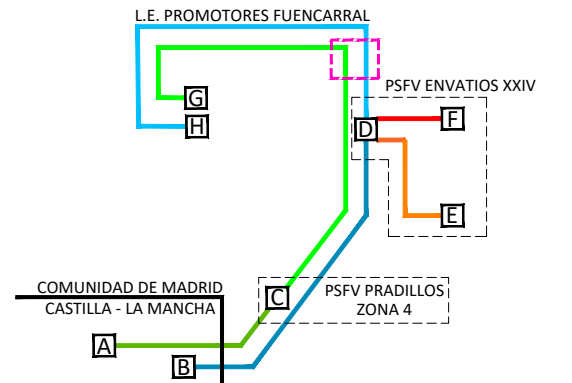 L.E. PROMOTORES FUENCARRAL
PSFV ENVATIOS XXIV
G
H
D
F
E
COMUNIDAD DE MADRID
CASTILLA - LA MANCHA
C
PSFV PRADILLOS
ZONA 4
A
B